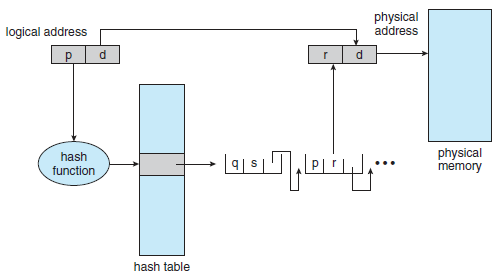 logical address
physical
address
p d
r d
hash
function
q s
p r
•••
physical
memory
hash table